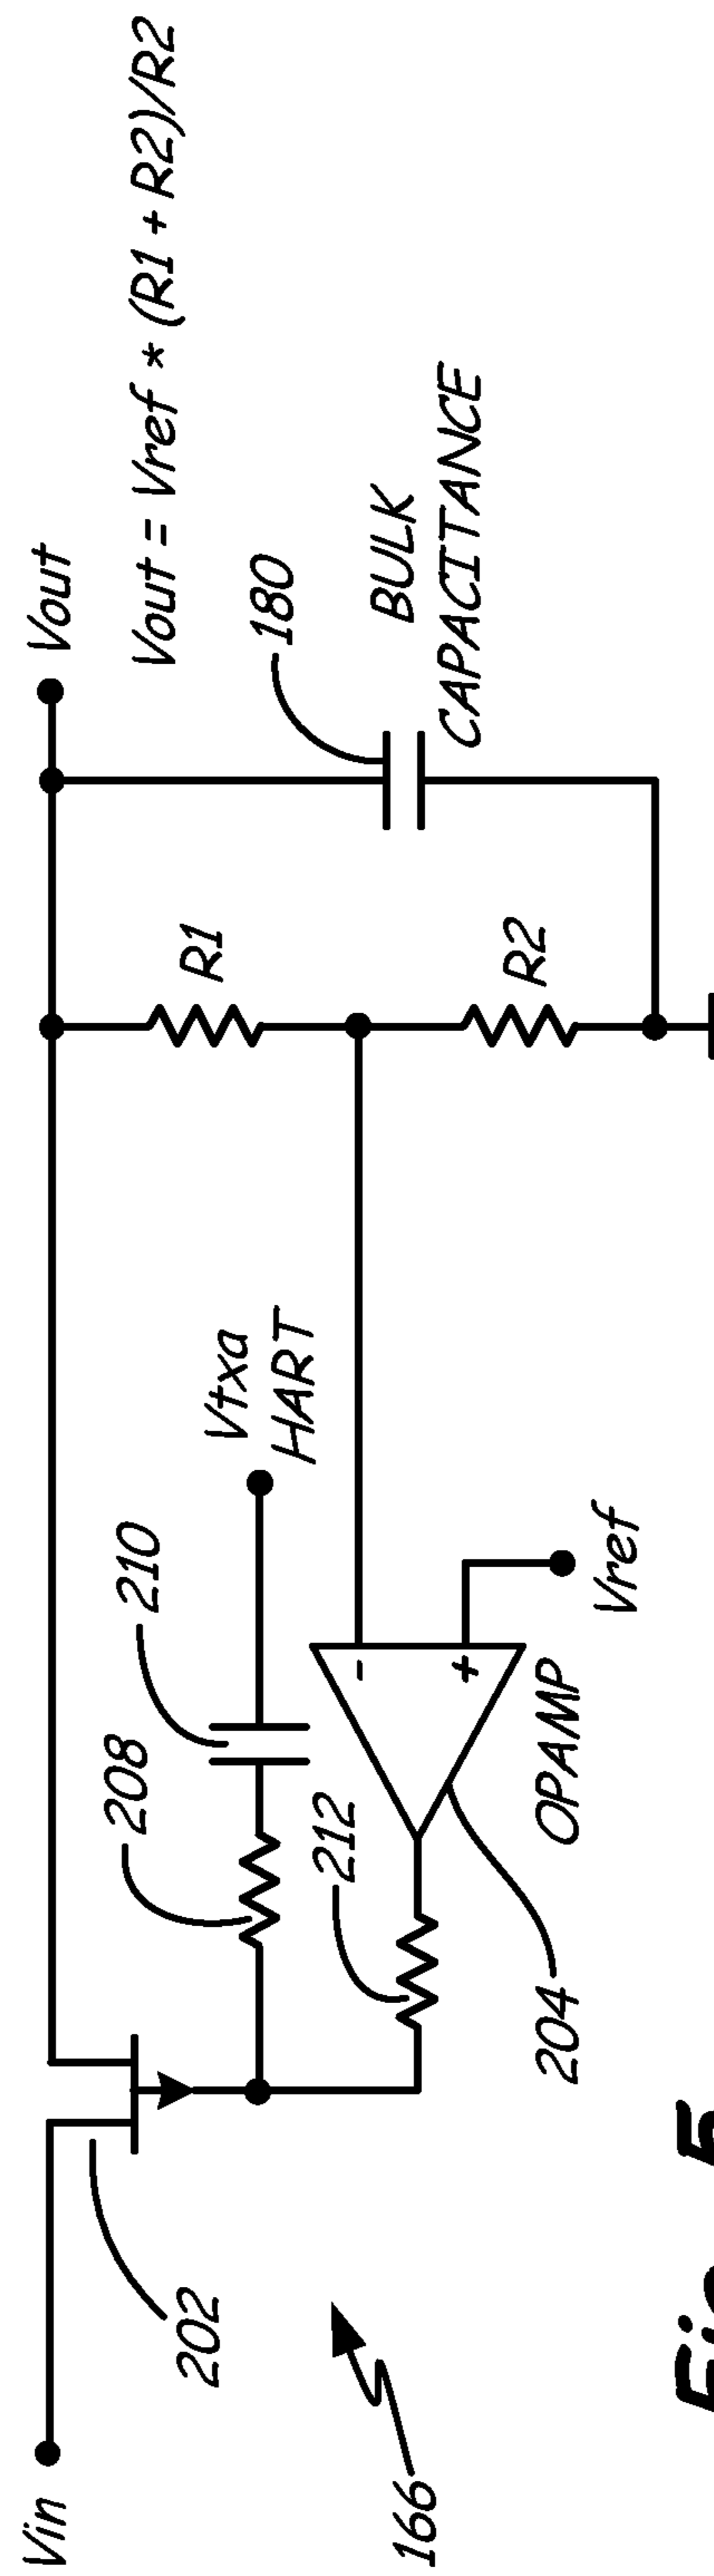 Vin
202
166
208
210
212
204
OPAMP
Vtxa
HART
Vref
R1
R2
Vout
Vout = Vref * (R1 + R2)/R2
180
BULK
CAPACITANCE
-
+